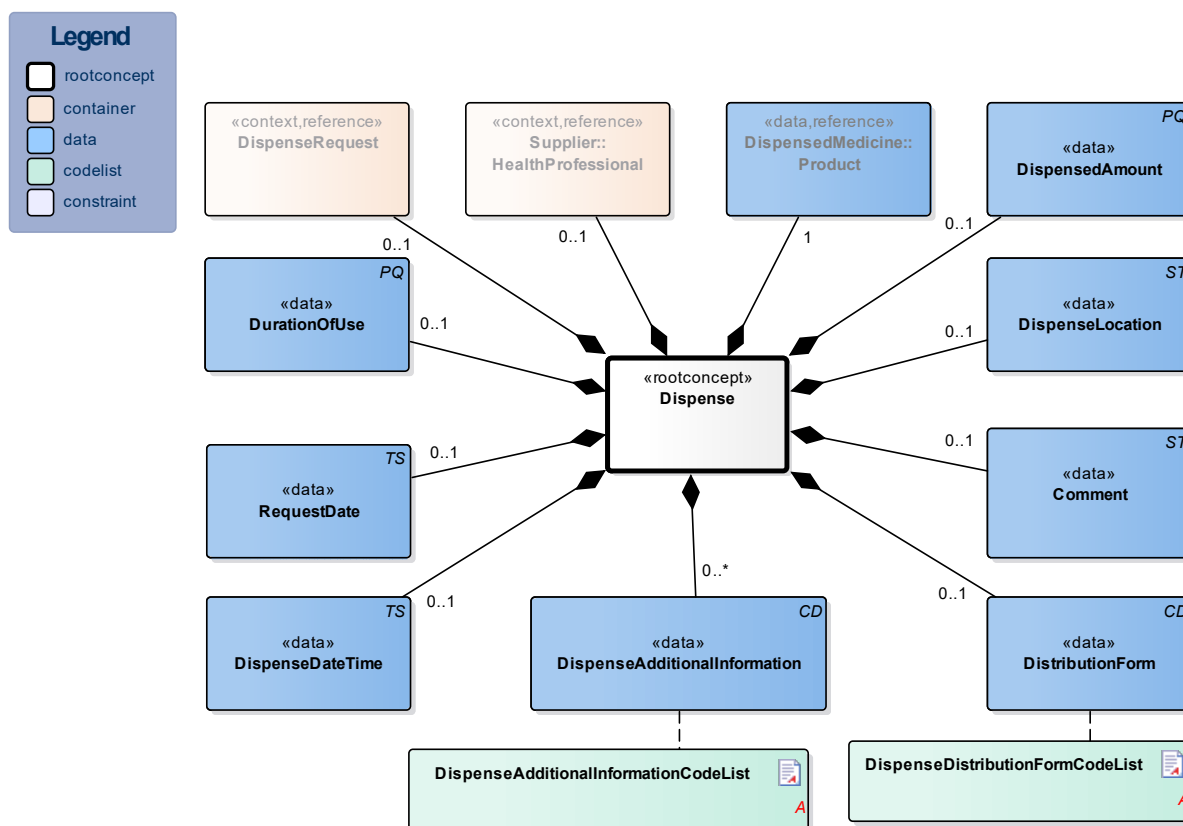 Legend
rootconcept
container
data
codelist
constraint
«context,reference»
DispenseRequest
«context,reference»
Supplier::
HealthProfessional
«data,reference»
DispensedMedicine::
Product
PQ
«data»
DispensedAmount
0..1
0..1
1
0..1
PQ
«data»
DurationOfUse
0..1
ST
«data»
DispenseLocation
0..1
«rootconcept»
Dispense
TS
«data»
RequestDate
0..1
ST
«data»
Comment
0..1
TS
«data»
DispenseDateTime
0..1
CD
«data»
DispenseAdditionalInformation
0..*
CD
«data»
DistributionForm
0..1
DispenseAdditionalInformationCodeList
A
DispenseDistributionFormCodeList
A